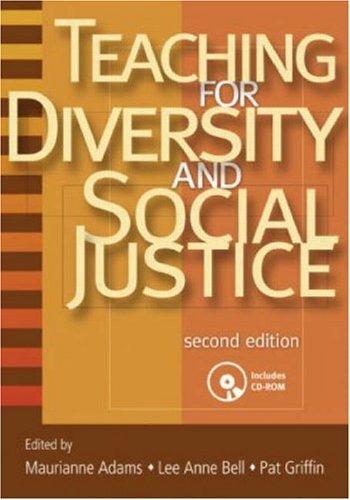 TEACHING
FOR
DIVERSITY
AND
SOCIAL
JUSTICE
second edition
Includes
CD-ROM
Edited by
Maurianne Adams • Lee Anne Bell • Pat Griffin